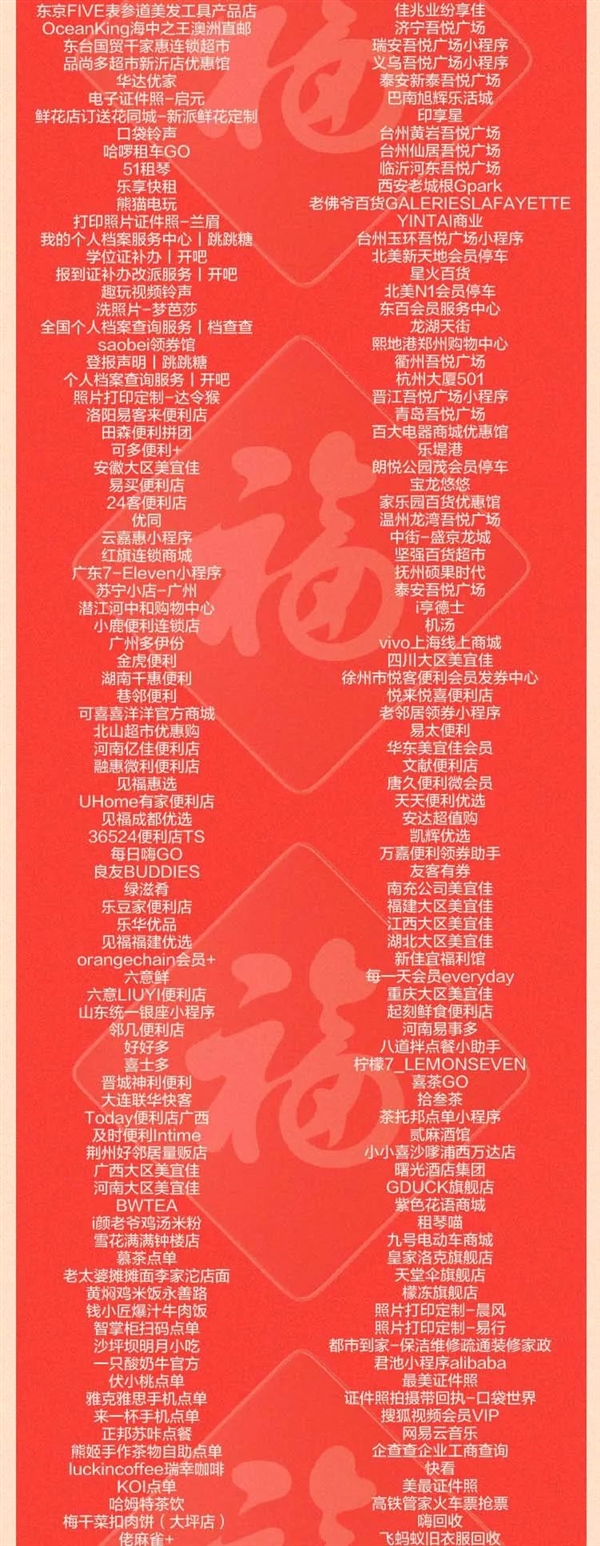 东京FIVE表参道美发工具产品店
OceanKing海中之王澳洲直邮
东台国贸千家惠连锁超市
品尚多超市新沂店优惠馆
华达优家
电子证件照-启元
鲜花店订送花同城-新派鲜花定制
口袋铃声
哈啰租车GO
51租琴
乐享快租
熊猫电玩
打印照片证件照-兰眉
我的个人档案服务中心丨跳跳糖
学位证补办丨开吧
报到证补办改派服务丨开吧
趣玩视频铃声
洗照片-梦芭莎
全国个人档案查询服务丨档查查
saobei领券馆
登报声明丨跳跳糖
个人档案查询服务丨开吧
照片打印定制-达令猴
洛阳易客来便利店
田森便利拼团
可多便利+
安徽大区美宜佳
易买便利店
24客便利店
优同
云嘉惠小程序
红旗连锁商城
广东7-Eleven小程序
苏宁小店-广州
潜江河中和购物中心
小鹿便利连锁店
广州多伊份
金虎便利
湖南千惠便利
巷邻便利
可喜喜洋洋官方商城
北山超市优惠购
河南亿佳便利店
融惠微利便利店
见福惠选
UHome有家便利店
见福成都优选
36524便利店TS
每日嗨GO
良友BUDDIES
绿滋肴
乐豆家便利店
乐华优品
见福福建优选
orangechain会员+
六意鲜
六意LIUYI便利店
山东统一银座小程序
邻几便利店
好好多
喜士多
晋城神利便利
大连联华快客
Today便利店广西
及时便利Intime
荆州好邻居量贩店
广西大区美宜佳
河南大区美宜佳
BWTEA
i颜老爷鸡汤米粉
雪花满满钟楼店
慕茶点单
老太婆摊摊面李家沱店面
黄焖鸡米饭永善路
钱小匠爆汁牛肉饭
智掌柜扫码点单
沙坪坝明月小吃
一只酸奶牛官方
伏小桃点单
雅克雅思手机点单
来一杯手机点单
正邦苏咔点餐
熊姬手作茶物自助点单
luckincoffee瑞幸咖啡
KOI点单
哈姆特茶饮
梅干菜扣肉饼（大坪店）
佬麻雀+
佳兆业纷享佳
济宁吾悦广场
瑞安吾悦广场小程序
义乌吾悦广场小程序
泰安新泰吾悦广场
巴南旭辉乐活城
印享星
台州黄岩吾悦广场
台州仙居吾悦广场
临沂河东吾悦广场
西安老城根Gpark
老佛爷百货GALERIESLAFAYETTE
YINTAI商业
台州玉环吾悦广场小程序
北美新天地会员停车
星火百货
北美N1会员停车
东百会员服务中心
龙湖天街
熙地港郑州购物中心
衢州吾悦广场
杭州大厦501
晋江吾悦广场小程序
青岛吾悦广场
百大电器商城优惠馆
乐堤港
朗悦公园茂会员停车
宝龙悠悠
家乐园百货优惠馆
温州龙湾吾悦广场
中街-盛京龙城
坚强百货超市
抚州硕果时代
泰安吾悦广场
i亨德士
机汤
vivo上海线上商城
四川大区美宜佳
徐州市悦客便利会员发券中心
悦来悦喜便利店
老邻居领券小程序
易太便利
华东美宜佳会员
文献便利店
唐久便利微会员
天天便利优选
安达超值购
凯辉优选
万嘉便利领券助手
友客有券
南充公司美宜佳
福建大区美宜佳
江西大区美宜佳
湖北大区美宜佳
新佳宜福利馆
每一天会员everyday
重庆大区美宜佳
起刻鲜食便利店
河南易事多
八道拌点餐小助手
柠檬7_LEMONSEVEN
喜茶GO
拾叁茶
茶托邦点单小程序
贰麻酒馆
小小喜沙嗲浦西万达店
曙光酒店集团
GDUCK旗舰店
紫色花语商城
租琴喵
九号电动车商城
皇家洛克旗舰店
天堂伞旗舰店
檬冻旗舰店
照片打印定制-晨风
照片打印定制-易行
都市到家-保洁维修疏通装修家政
君池小程序alibaba
最美证件照
证件照拍摄带回执-口袋世界
搜狐视频会员VIP
网易云音乐
企查查企业工商查询
快看
美最证件照
高铁管家火车票抢票
嗨回收
飞蚂蚁旧衣服回收